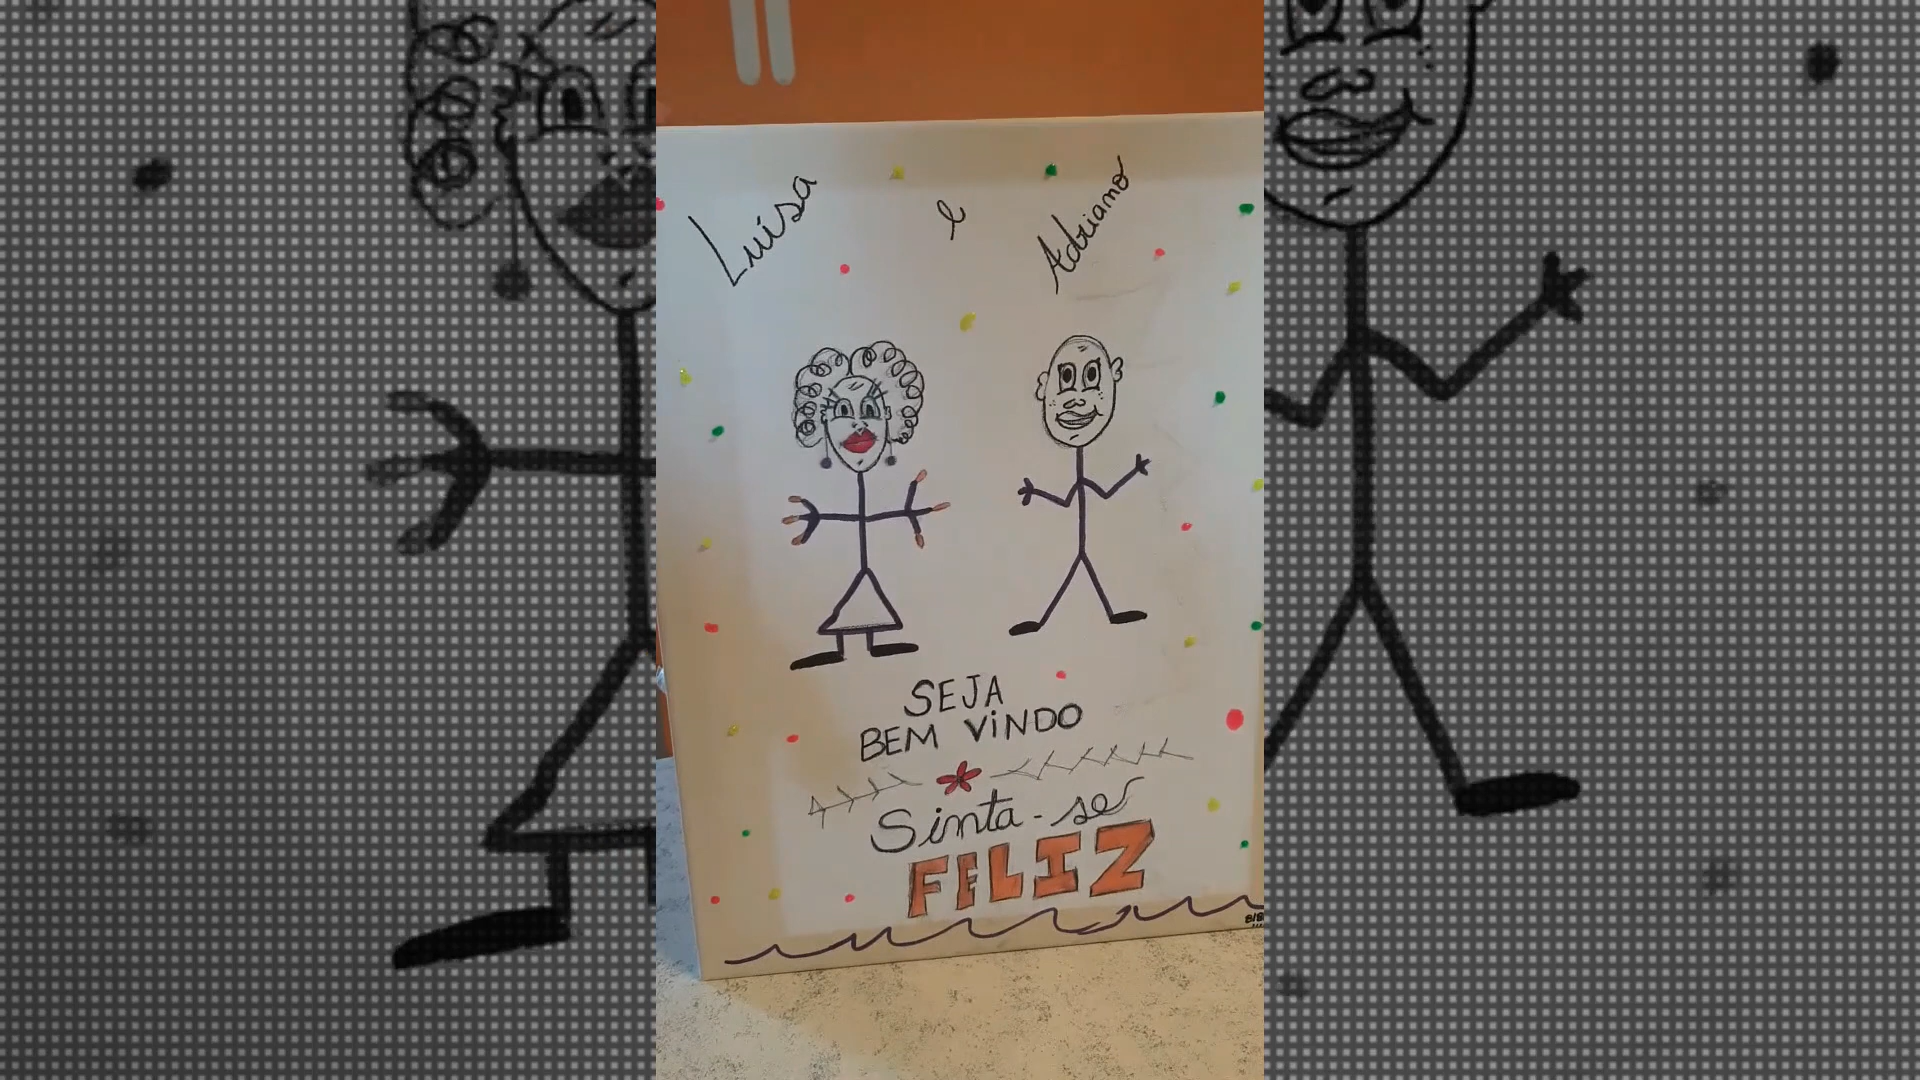 Luísa e Adriano
SEJA
BEM VINDO
Sinta-se
FELIZ